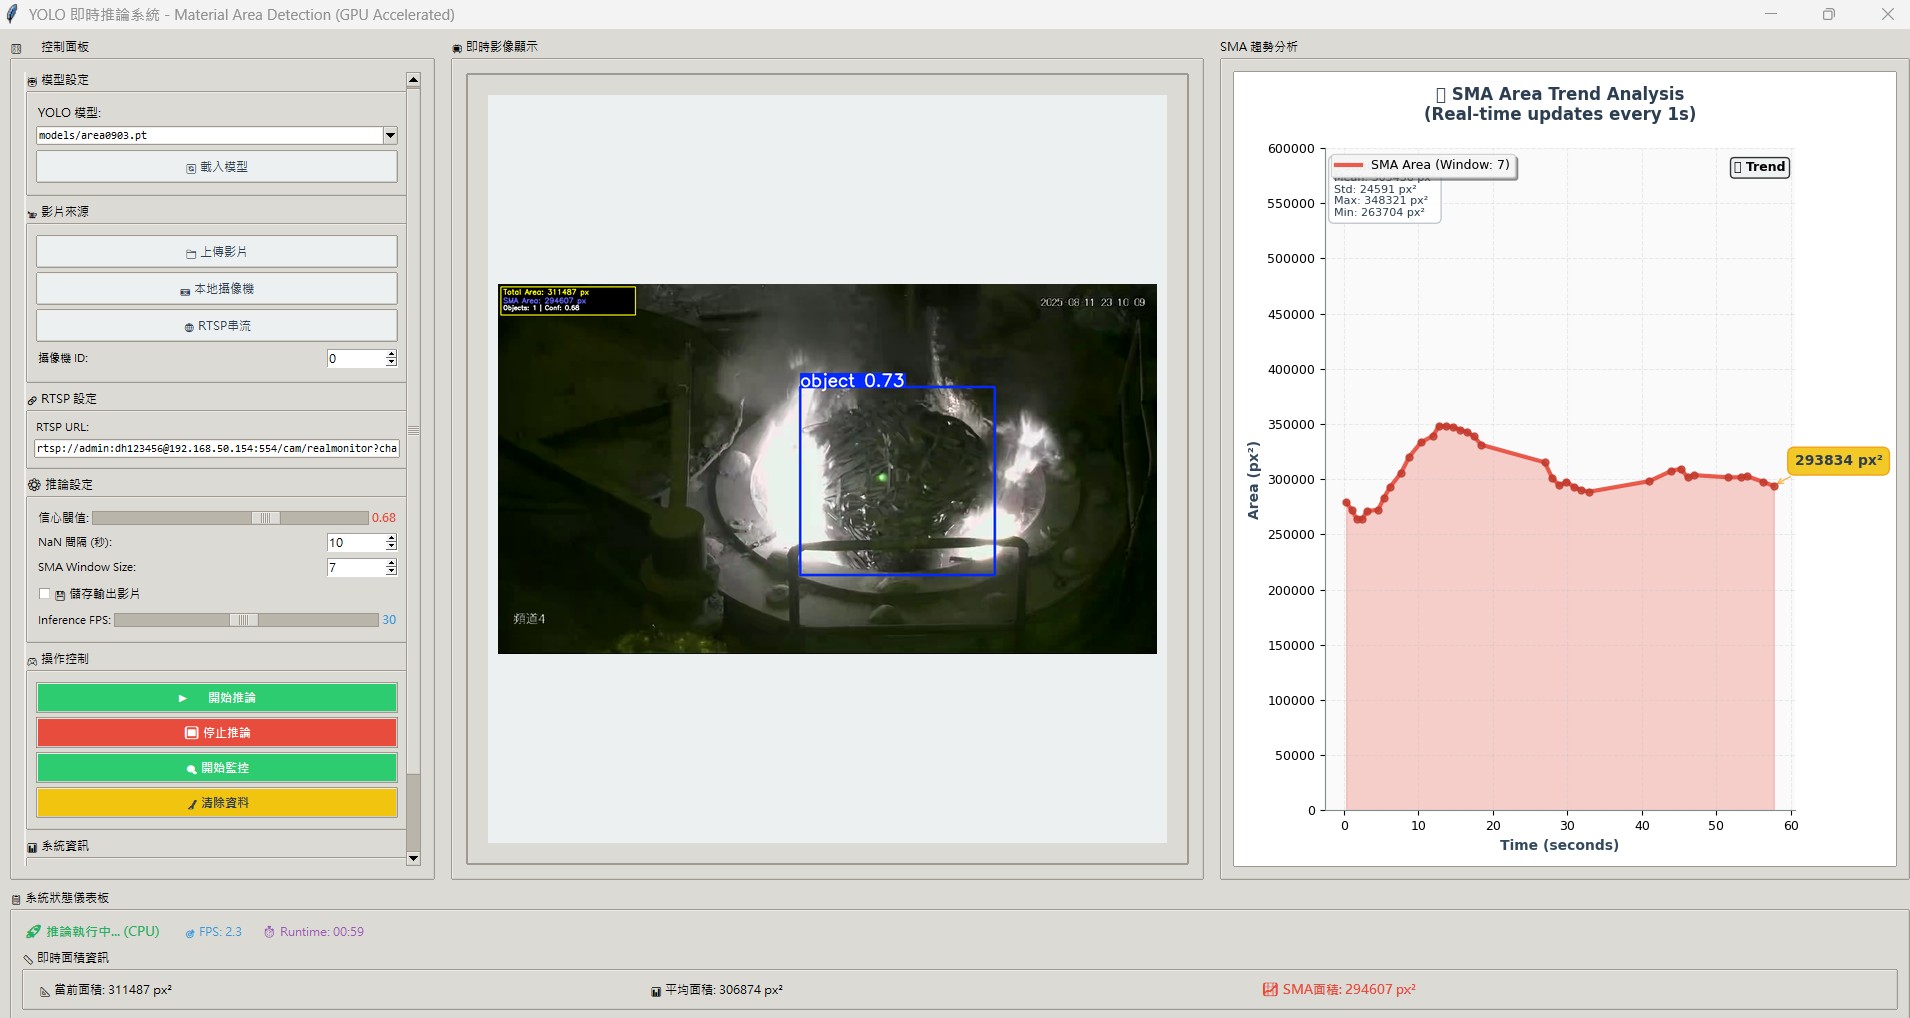 YOLO 即時推論系統 - Material Area Detection (GPU Accelerated)
控制面板
模型設定
YOLO 模型:
models/area0903.pt
載入模型
影片來源
上傳影片
本地攝像機
RTSP串流
攝像機 ID:
0
RTSP 設定
RTSP URL:
rtsp://admin:dh123456@192.168.50.154:554/cam/realmonitor?cha
推論設定
信心閾值:
0.68
NaN 間隔 (秒):
10
SMA Window Size:
7
儲存輸出影片
Inference FPS:
30
操作控制
開始推論
停止推論
開始監控
清除資料
系統資訊
即時影像顯示
Total Area: 311487 px
SMA Area: 294607 px
Objects: 1 | Conf: 0.68
2025-08-11 23:10:09
object 0.73
頻道4
SMA 趨勢分析
SMA Area Trend Analysis
(Real-time updates every 1s)
SMA Area (Window: 7)
Std: 24591 px²
Max: 348321 px²
Min: 263704 px²
Trend
600000
550000
500000
450000
400000
350000
300000
250000
200000
150000
100000
50000
0
Area (px²)
293834 px²
0 10 20 30 40 50 60
Time (seconds)
系統狀態儀表板
推論執行中... (CPU)
FPS: 2.3
Runtime: 00:59
即時面積資訊
當前面積: 311487 px²
平均面積: 306874 px²
SMA面積: 294607 px²